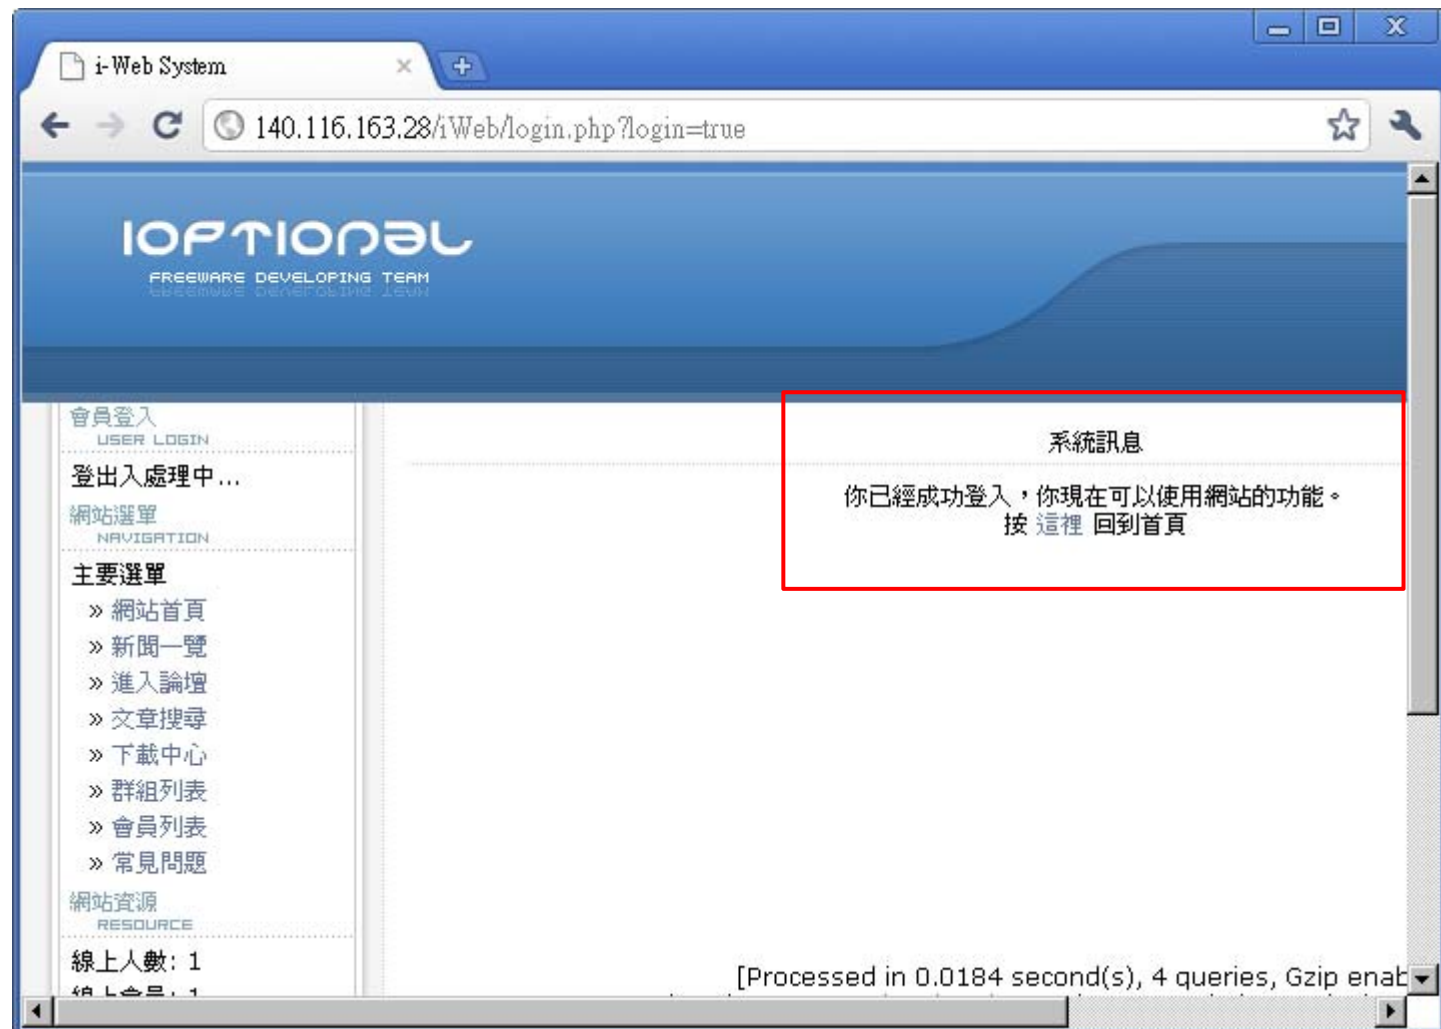 i-Web System
140.116.163.28/iWeb/login.php?login=true
IOPTIONAL
FREEWARE DEVELOPING TEAM
會員登入
USER LOGIN
登出入處理中...
網站選單
NAVIGATION
主要選單
» 網站首頁
» 新聞一覽
» 進入論壇
» 文章搜尋
» 下載中心
» 群組列表
» 會員列表
» 常見問題
網站資源
RESOURCE
線上人數: 1
線上會員: 1
系統訊息
你已經成功登入，你現在可以使用網站的功能。
按 這裡 回到首頁
[Processed in 0.0184 second(s), 4 queries, Gzip enab